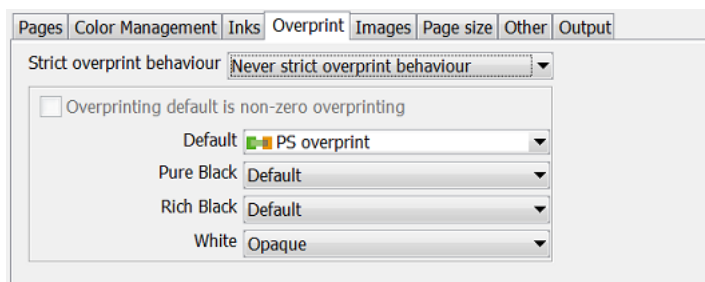 Pages Color Management Inks Overprint Images Page size Other Output
Strict overprint behaviour Never strict overprint behaviour
Overprinting default is non-zero overprinting
Default PS overprint
Pure Black Default
Rich Black Default
White Opaque